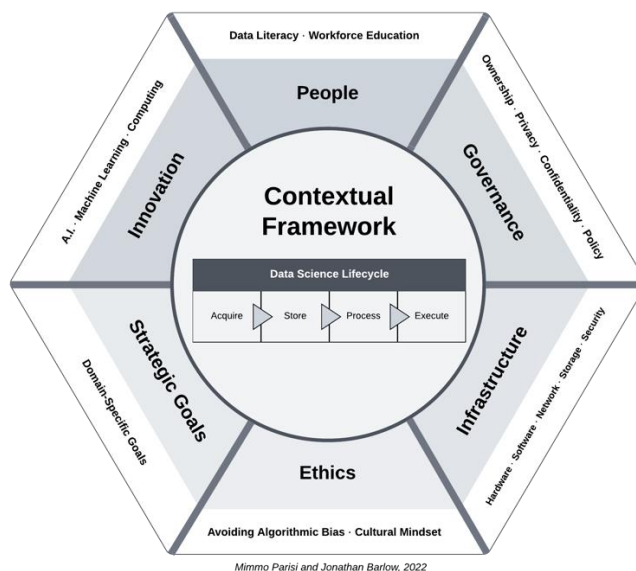 Data Literacy · Workforce Education
People
Ownership · Privacy · Confidentiality · Policy
Governance
A.I. · Machine Learning · Computing
Innovation
Contextual
Framework
Data Science Lifecycle
Acquire
Store
Process
Execute
Strategic Goals
Domain-Specific Goals
Infrastructure
Hardware · Software · Network · Storage · Security
Ethics
Avoiding Algorithmic Bias · Cultural Mindset
Mimmo Parisi and Jonathan Barlow, 2022